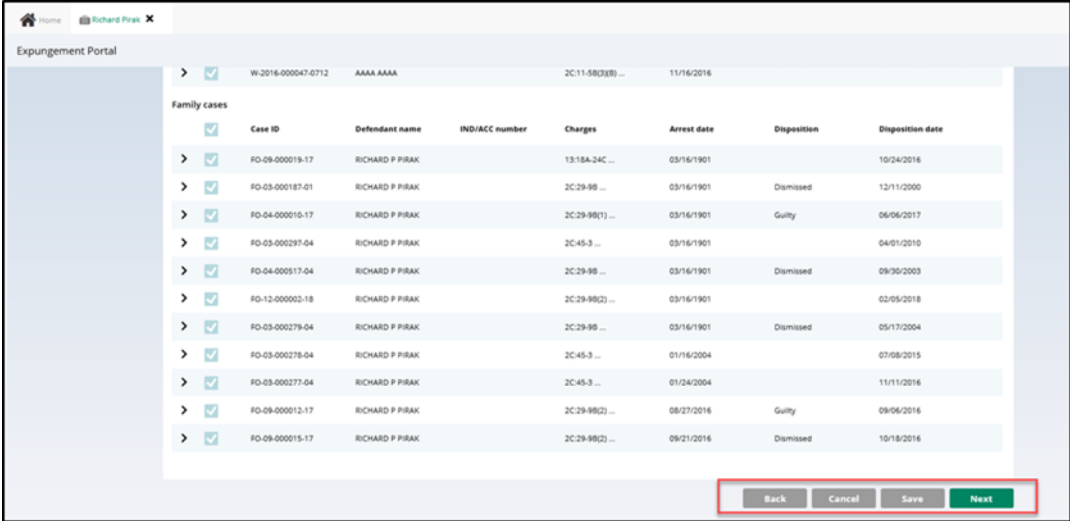 Home Richard Pirak X
Expungement Portal
W-2016-000047-0712 AAAA AAAA 2C:11-5B(3)(B) ... 11/16/2016
Family cases
Case ID Defendant name IND/ACC number Charges Arrest date Disposition Disposition date
FO-09-000019-17 RICHARD P PIRAK 13:18A-24C ... 03/16/1901 10/24/2016
FO-03-000187-01 RICHARD P PIRAK 2C:29-9B ... 03/16/1901 Dismissed 12/11/2000
FO-04-000010-17 RICHARD P PIRAK 2C:29-9B(1) ... 03/16/1901 Guilty 06/06/2017
FO-03-000297-04 RICHARD P PIRAK 2C:45-3 ... 03/16/1901 04/01/2010
FO-04-000517-04 RICHARD P PIRAK 2C:29-9B ... 03/16/1901 Dismissed 09/30/2003
FO-12-000002-18 RICHARD P PIRAK 2C:29-9B(2) ... 03/16/1901 02/05/2018
FO-03-000279-04 RICHARD P PIRAK 2C:29-9B ... 03/16/1901 Dismissed 05/17/2004
FO-03-000278-04 RICHARD P PIRAK 2C:45-3 ... 01/16/2004 07/08/2015
FO-03-000277-04 RICHARD P PIRAK 2C:45-3 ... 01/24/2004 11/11/2016
FO-09-000012-17 RICHARD P PIRAK 2C:29-9B(2) ... 08/27/2016 Guilty 09/06/2016
FO-09-000015-17 RICHARD P PIRAK 2C:29-9B(2) ... 09/21/2016 Dismissed 10/18/2016
Back Cancel Save Next